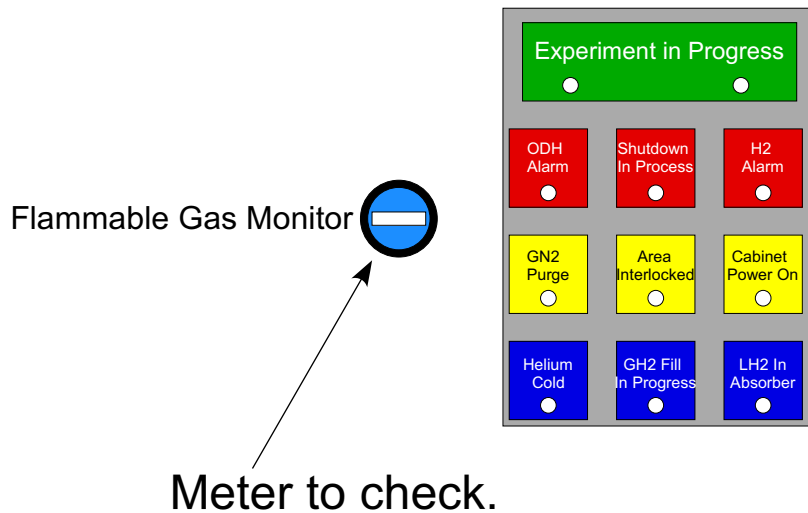 Experiment in Progress
ODH
Alarm
Shutdown
In Process
H2
Alarm
Flammable Gas Monitor
GN2
Purge
Area
Interlocked
Cabinet
Power On
Helium
Cold
GH2 Fill
In Progress
LH2 In
Absorber
Meter to check.